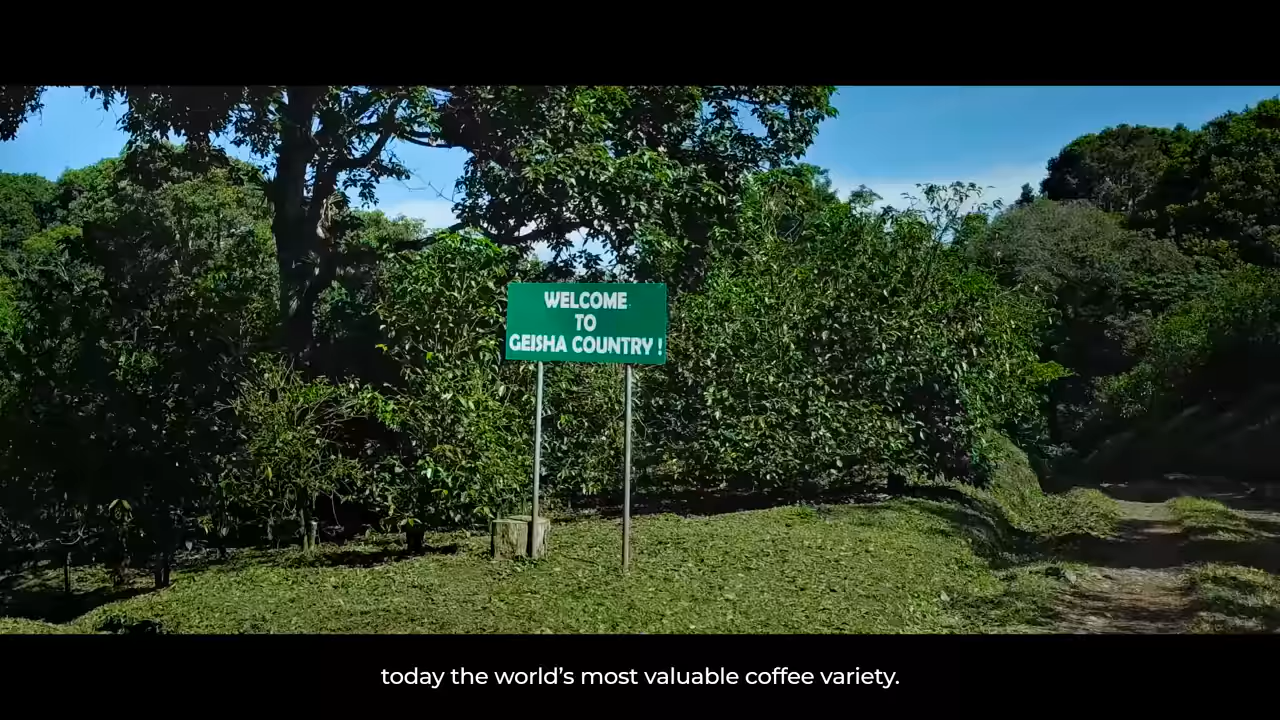 WELCOME
TO
GEISHA COUNTRY !
today the world’s most valuable coffee variety.